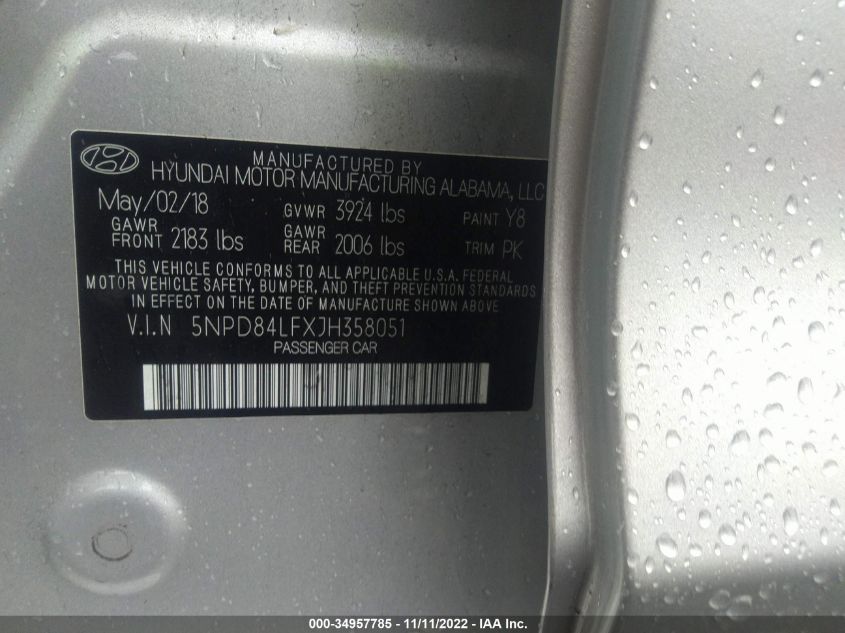 MANUFACTURED BY
HYUNDAI MOTOR MANUFACTURING ALABAMA, LLC
May/02/18 GVWR 3924 lbs PAINT Y8
GAWR FRONT 2183 lbs GAWR REAR 2006 lbs TRIM PK
THIS VEHICLE CONFORMS TO ALL APPLICABLE U.S.A. FEDERAL
MOTOR VEHICLE SAFETY, BUMPER, AND THEFT PREVENTION STANDARDS
IN EFFECT ON THE DATE OF MANUFACTURE SHOWN ABOVE
V.I.N 5NPD84LFXJH358051
PASSENGER CAR
000-34957785 - 11/11/2022 - IAA Inc.